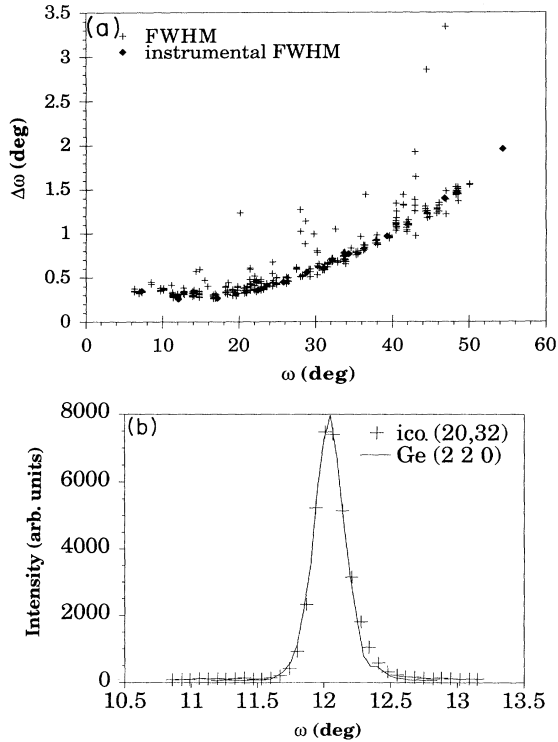 (a)
+ FWHM
◆ instrumental FWHM
3.5
3
2.5
2
1.5
1
0.5
0
Δω (deg)
0 10 20 30 40 50 60
ω (deg)
(b)
+ ico. (20,32)
— Ge (2 2 0)
8000
6000
4000
2000
0
Intensity (arb. units)
10.5 11 11.5 12 12.5 13 13.5
ω (deg)